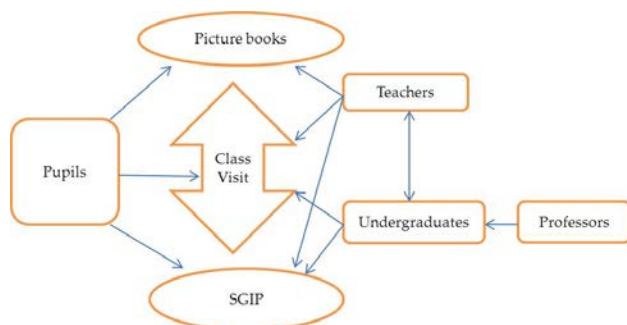 Picture books
Teachers
Pupils
Class
Visit
Undergraduates
Professors
SGIP